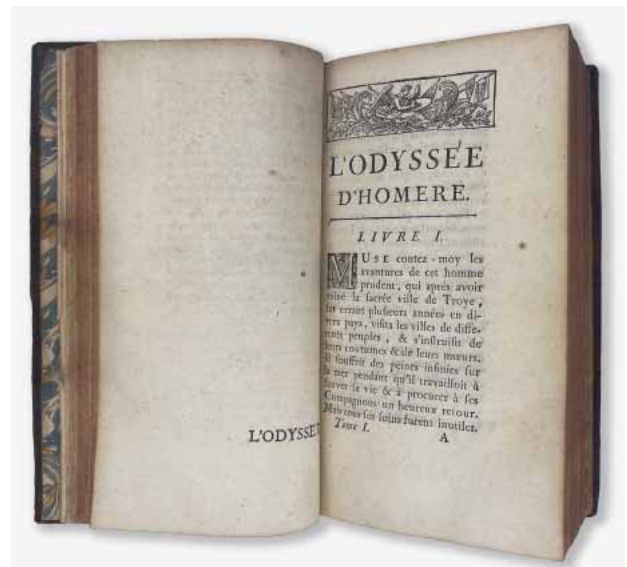 L'ODYSSE
L'ODYSSÉE
D'HOMERE.
LIVRE I.
MUSE contez-moy les
avantures de cet homme
prudent, qui aprés avoir
ruiné la sacrée ville de Troye,
fut errant plusieurs années en di-
vers pays, visita les villes de diffe-
rents peuples, & s'instruisit de
leurs coutumes & de leurs mœurs.
Il souffrit des peines infinies sur
la mer pendant qu'il travailloit à
sauver sa vie & à procurer à ses
Compagnons un heureux retour.
Mais tous ses soins furent inutiles.
Tome I.
A